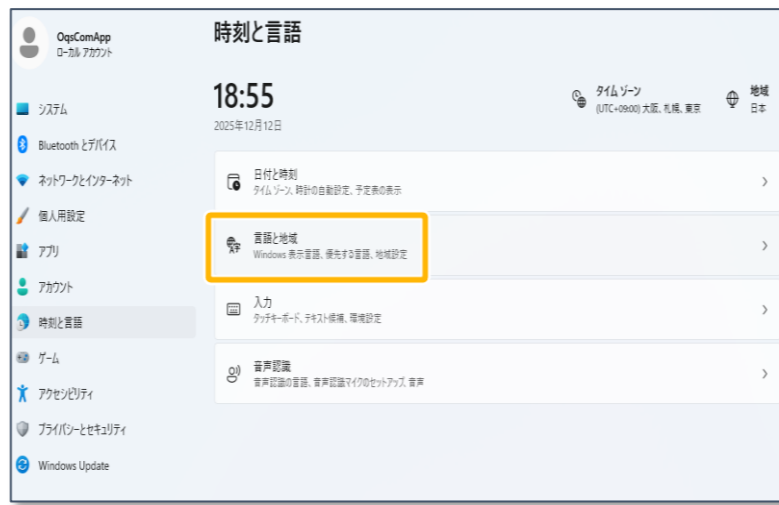 OqsComApp
ローカル アカウント
システム
Bluetooth とデバイス
ネットワークとインターネット
個人用設定
アプリ
アカウント
時刻と言語
ゲーム
アクセシビリティ
プライバシーとセキュリティ
Windows Update
時刻と言語
18:55
2025年12月12日
タイム ゾーン
(UTC+09:00) 大阪、札幌、東京
地域
日本
日付と時刻
タイム ゾーン、時計の自動設定、予定表の表示
言語と地域
Windows 表示言語、優先する言語、地域設定
入力
タッチ キーボード、テキスト候補、環境設定
音声認識
音声認識の言語、音声認識マイクのセットアップ、音声